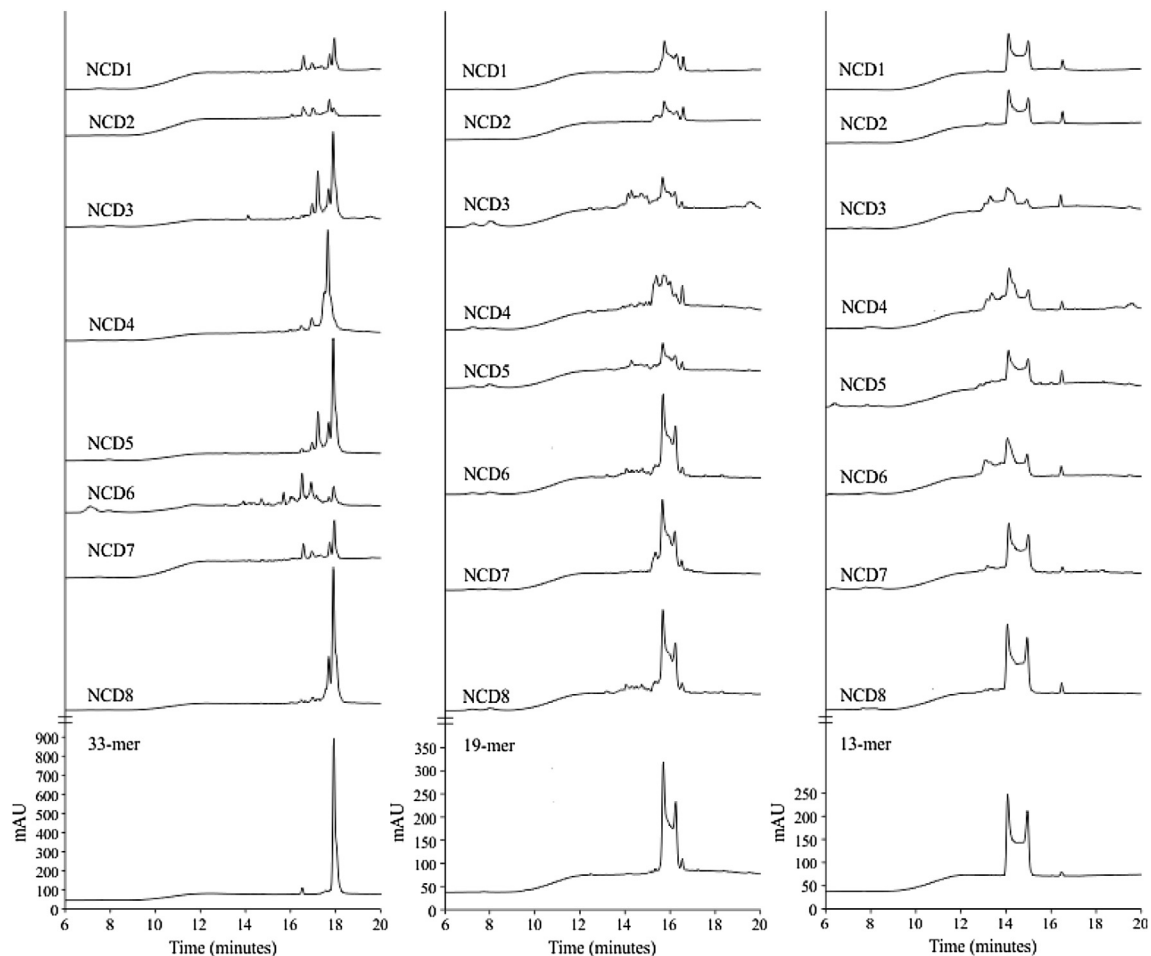 NCD1
NCD2
NCD3
NCD4
NCD5
NCD6
NCD7
NCD8
33-mer
900
800
700
600
500
400
300
200
100
0
mAU
6 8 10 12 14 16 18 20
Time (minutes)
NCD1
NCD2
NCD3
NCD4
NCD5
NCD6
NCD7
NCD8
19-mer
350
300
250
200
150
100
50
0
mAU
6 8 10 12 14 16 18 20
Time (minutes)
NCD1
NCD2
NCD3
NCD4
NCD5
NCD6
NCD7
NCD8
13-mer
250
200
150
100
50
0
mAU
6 8 10 12 14 16 18 20
Time (minutes)